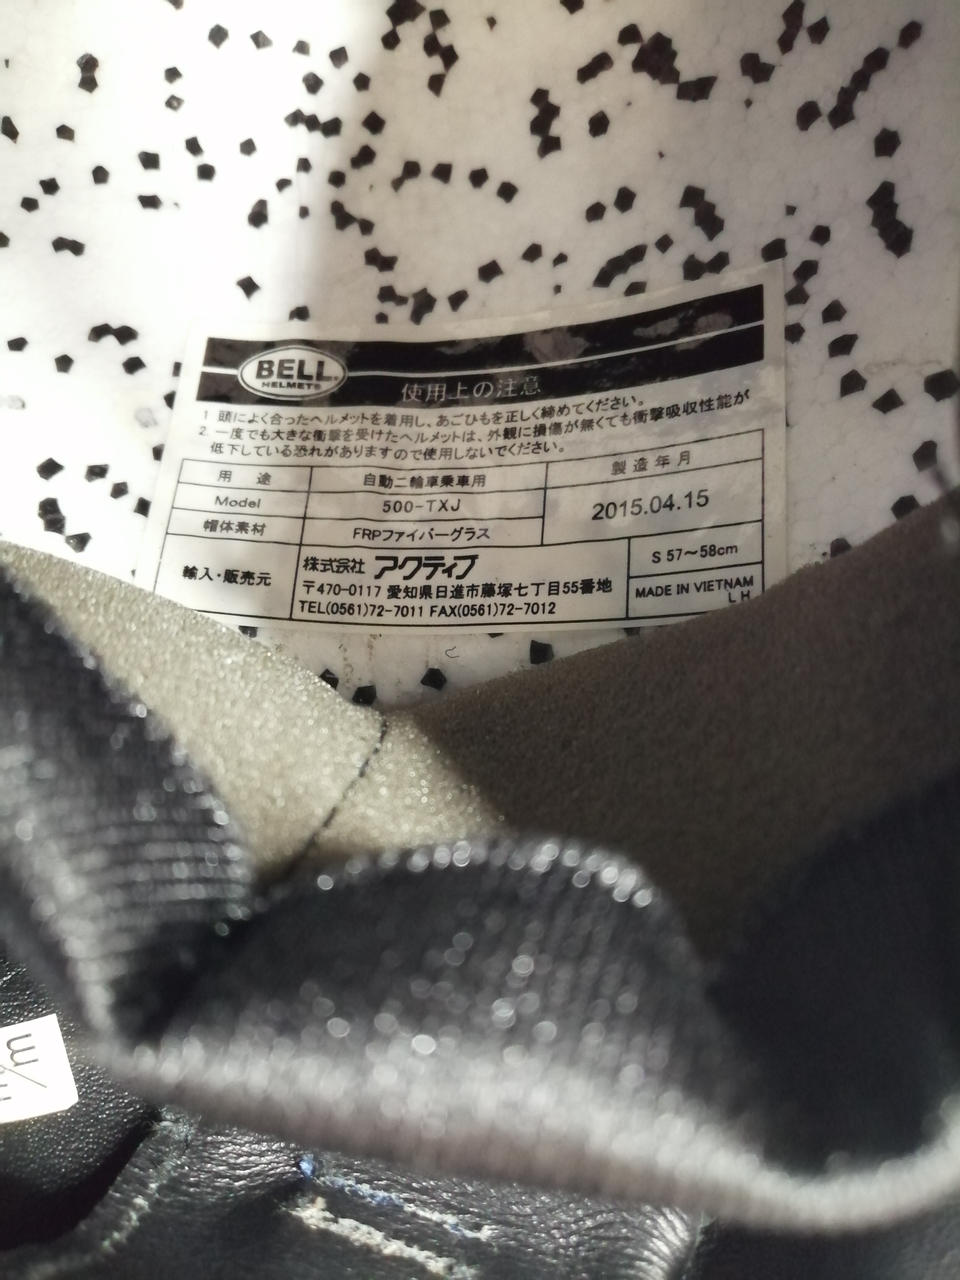 BELL
HELMETS
使用上の注意
1. 頭によく合ったヘルメットを着用し、あごひもを正しく締めてください。
2. 一度でも大きな衝撃を受けたヘルメットは、外観に損傷が無くても衝撃吸収性能が
低下している恐れがありますので使用しないでください。
用 途 自動二輪車乗車用 製造年月
Model 500-TXJ 2015.04.15
帽体素材 FRPファイバーグラス
輸入・販売元 株式会社 アクティブ S 57〜58cm
〒470-0117 愛知県日進市藤塚七丁目55番地 MADE IN VIETNAM
TEL(0561)72-7011 FAX(0561)72-7012 LH